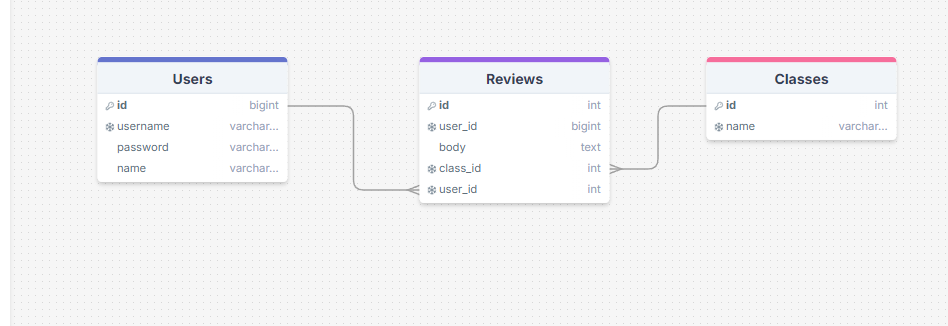 Users
id bigint
username varchar...
password varchar...
name varchar...
Reviews
id int
user_id bigint
body text
class_id int
user_id int
Classes
id int
name varchar...